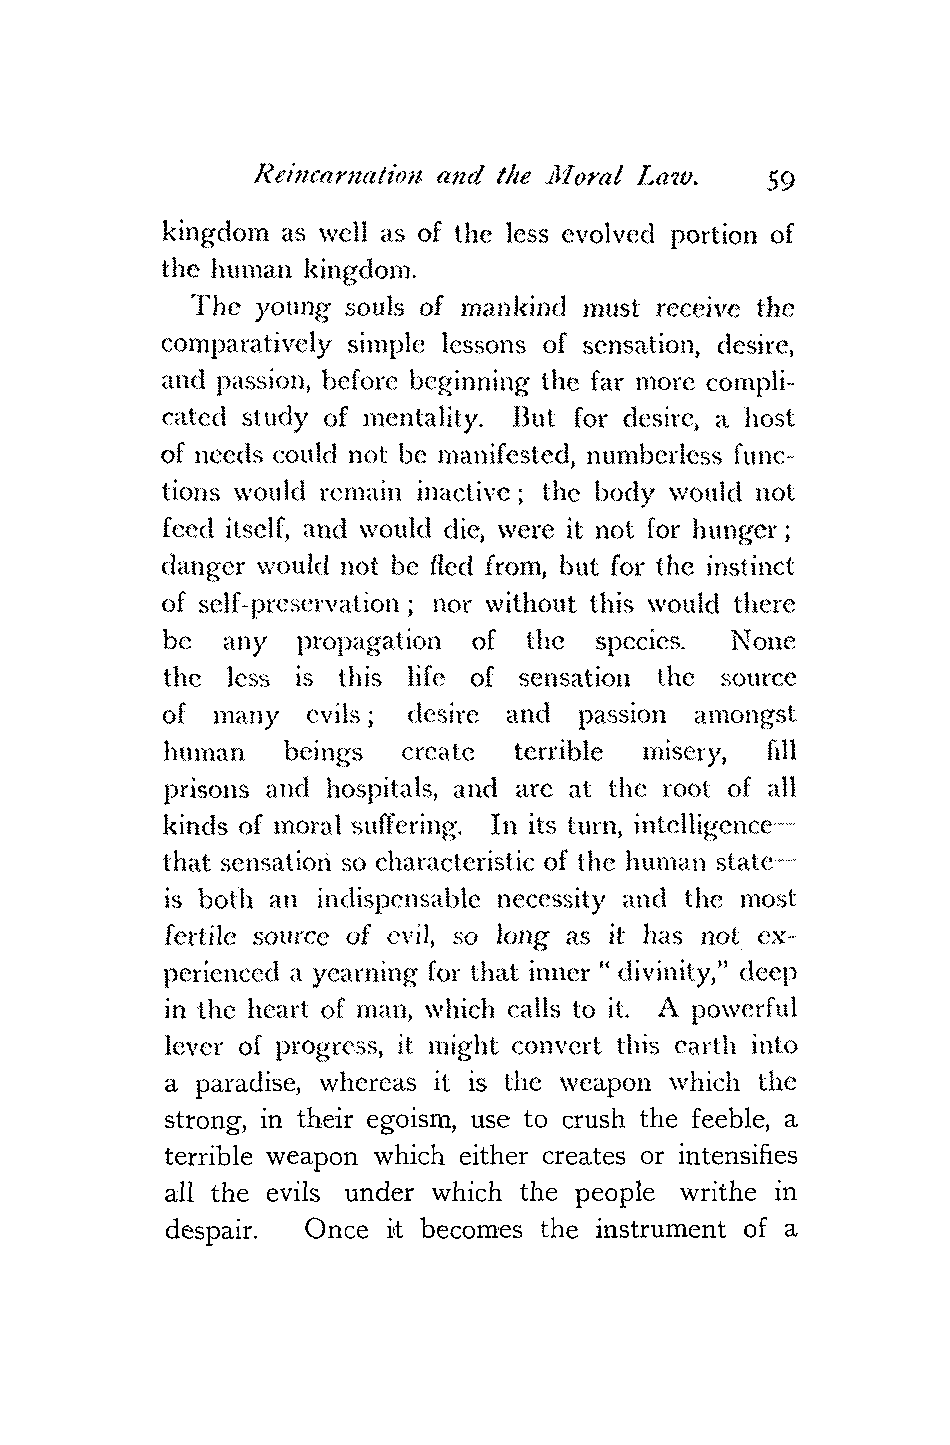 Reincarnation and the Moral Law. 59
kingdom as well as of the less evolved portion of
the human kingdom.
The young souls of mankind must receive the
comparatively simple lessons of sensation, desire,
and passion, before beginning the far more compli-
cated study of mentality. But for desire, a host
of needs could not be manifested, numberless func-
tions would remain inactive; the body would not
feed itself, and would die, were it not for hunger;
danger would not be fled from, but for the instinct
of self-preservation; nor without this would there
be any propagation of the species. None
the less is this life of sensation the source
of many evils; desire and passion amongst
human beings create terrible misery, fill
prisons and hospitals, and are at the root of all
kinds of moral suffering. In its turn, intelligence—
that sensation so characteristic of the human state—
is both an indispensable necessity and the most
fertile source of evil, so long as it has not ex-
perienced a yearning for that inner "divinity," deep
in the heart of man, which calls to it. A powerful
lever of progress, it might convert this earth into
a paradise, whereas it is the weapon which the
strong, in their egoism, use to crush the feeble, a
terrible weapon which either creates or intensifies
all the evils under which the people writhe in
despair. Once it becomes the instrument of a